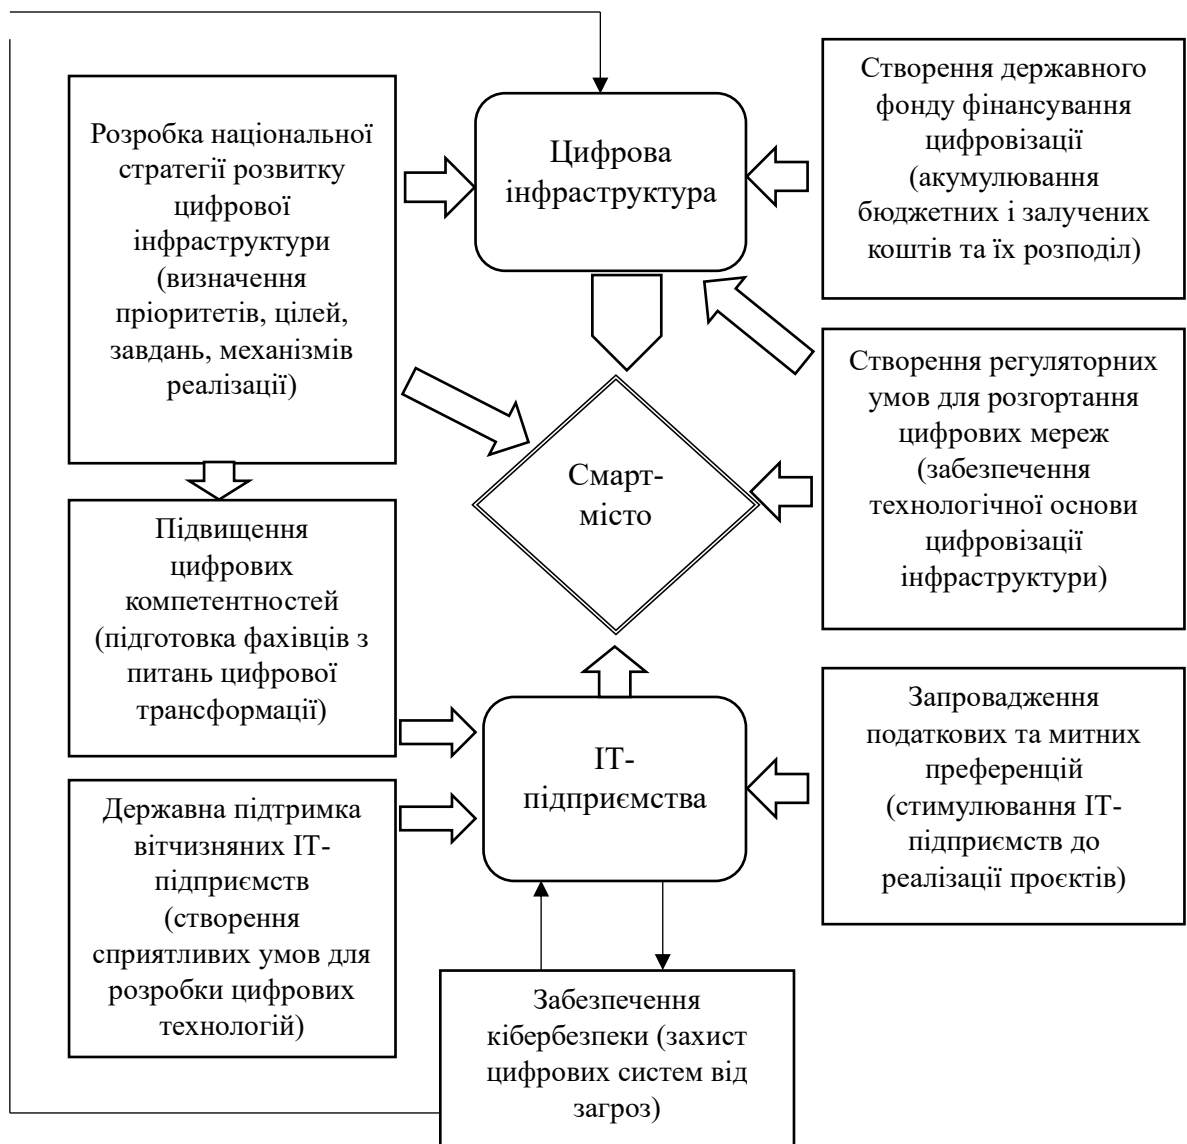 Розробка національної
стратегії розвитку
цифрової
інфраструктури
(визначення
пріоритетів, цілей,
завдань, механізмів
реалізації)
Цифрова
інфраструктура
Створення державного
фонду фінансування
цифровізації
(акумулювання
бюджетних і залучених
коштів та їх розподіл)
Створення регуляторних
умов для розгортання
цифрових мереж
(забезпечення
технологічної основи
цифровізації
інфраструктури)
Смарт-
місто
Підвищення
цифрових
компетентностей
(підготовка фахівців з
питань цифрової
трансформації)
ІТ-
підприємства
Запровадження
податкових та митних
преференцій
(стимулювання ІТ-
підприємств до
реалізації проєктів)
Державна підтримка
вітчизняних ІТ-
підприємств
(створення
сприятливих умов для
розробки цифрових
технологій)
Забезпечення
кібербезпеки (захист
цифрових систем від
загроз)